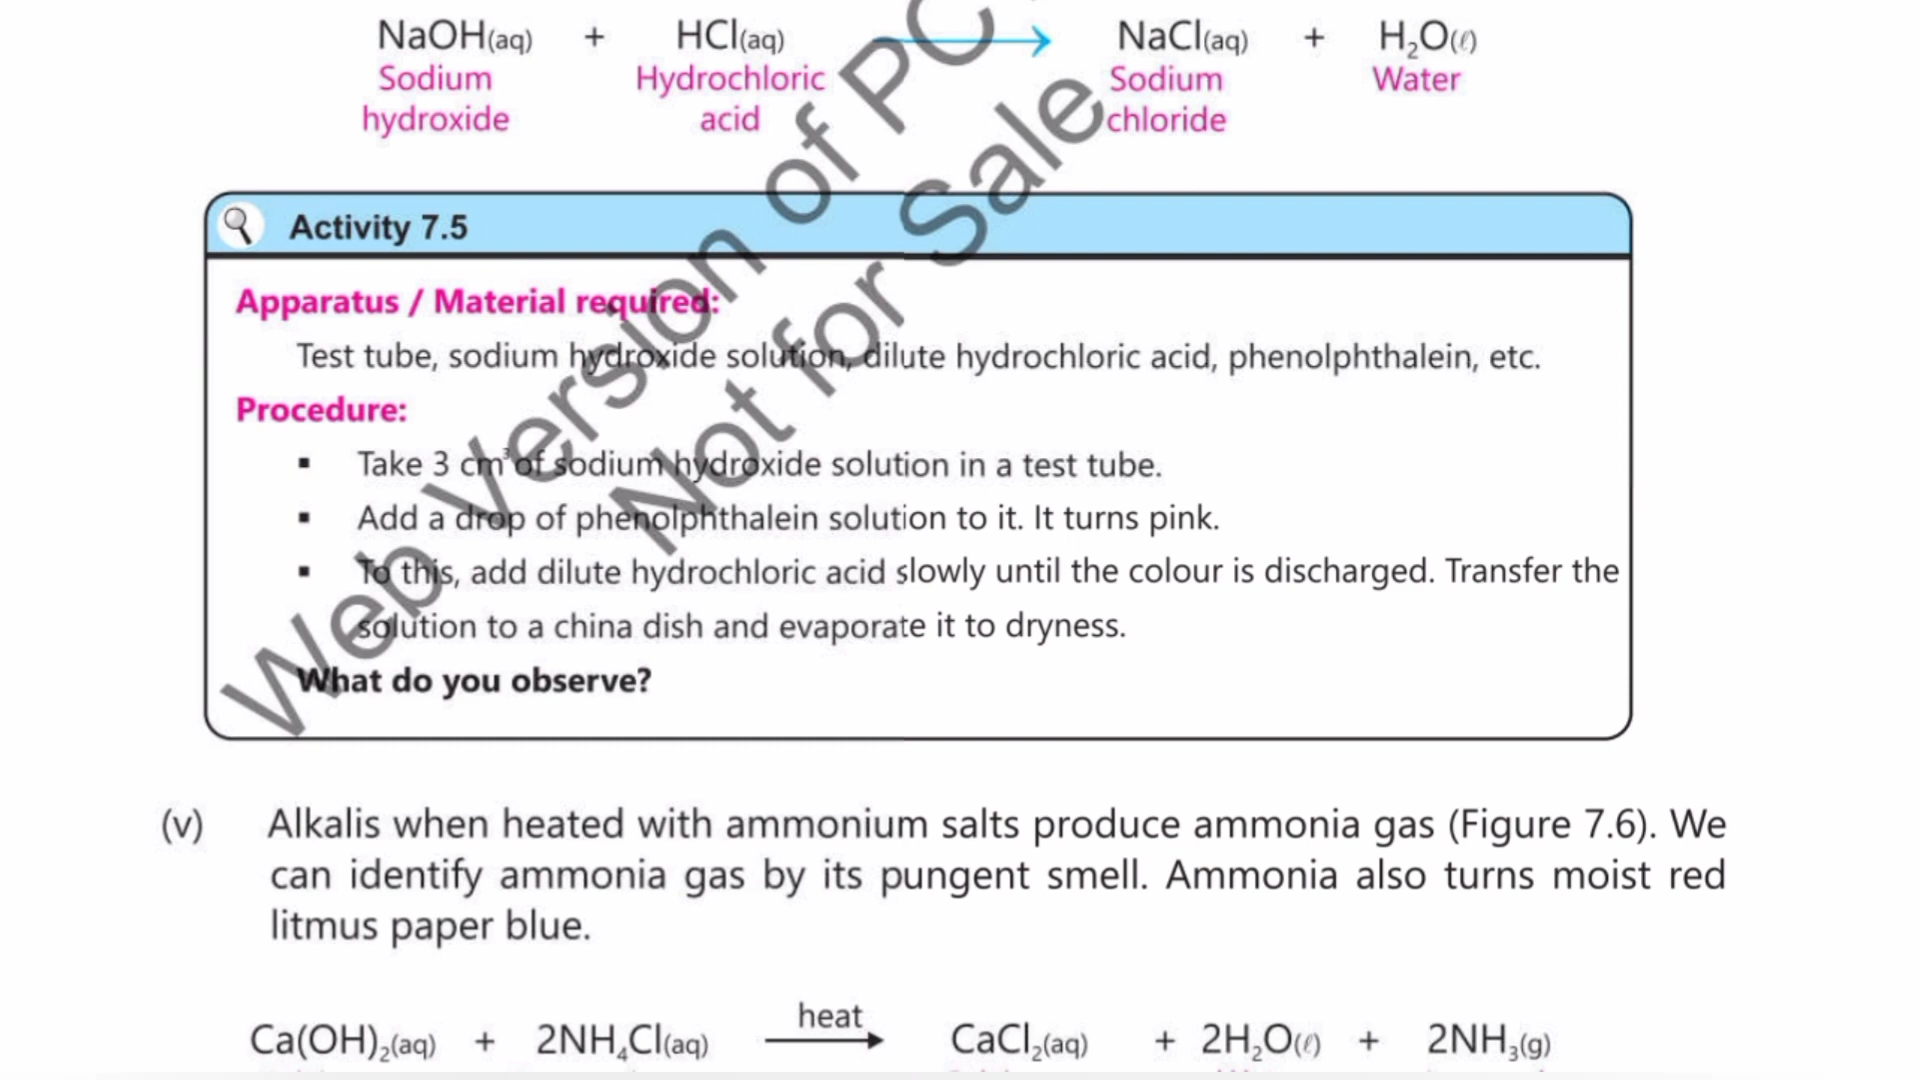 NaOH(aq) + HCl(aq) → NaCl(aq) + H₂O(ℓ)
Sodium hydroxide Hydrochloric acid Sodium chloride Water
Activity 7.5
Apparatus / Material required:
Test tube, sodium hydroxide solution, dilute hydrochloric acid, phenolphthalein, etc.
Procedure:
▪ Take 3 cm³ of sodium hydroxide solution in a test tube.
▪ Add a drop of phenolphthalein solution to it. It turns pink.
▪ To this, add dilute hydrochloric acid slowly until the colour is discharged. Transfer the
solution to a china dish and evaporate it to dryness.
What do you observe?
(v) Alkalis when heated with ammonium salts produce ammonia gas (Figure 7.6). We
can identify ammonia gas by its pungent smell. Ammonia also turns moist red
litmus paper blue.
heat
Ca(OH)₂(aq) + 2NH₄Cl(aq) → CaCl₂(aq) + 2H₂O(ℓ) + 2NH₃(g)
Web Version of PC
Not for Sale